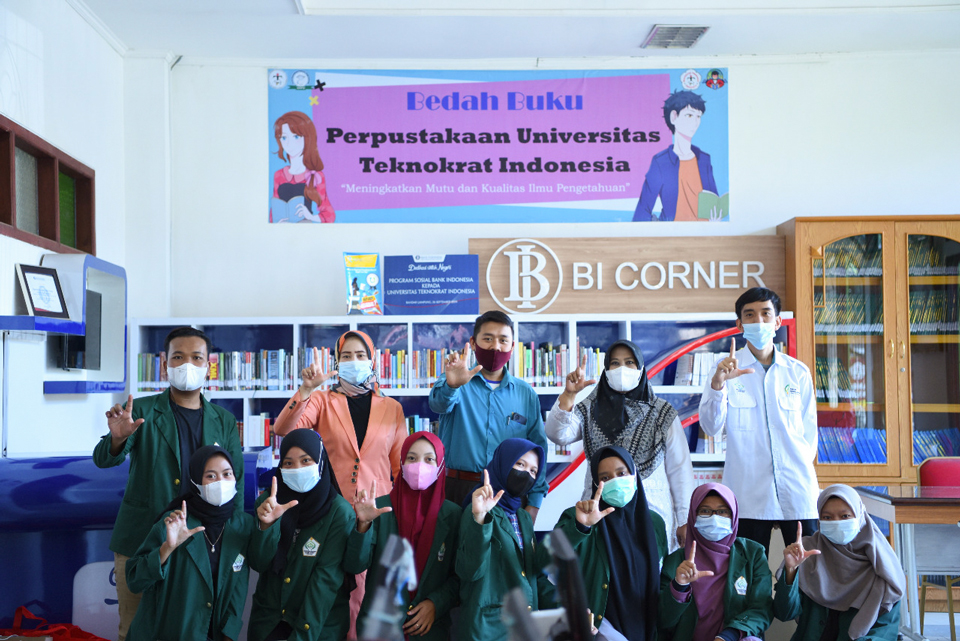 Bedah Buku
Perpustakaan Universitas
Teknokrat Indonesia
"Meningkatkan Mutu dan Kualitas Ilmu Pengetahuan"
PROGRAM SOSIAL BANK INDONESIA
KEPADA
UNIVERSITAS TEKNOKRAT INDONESIA
BI CORNER